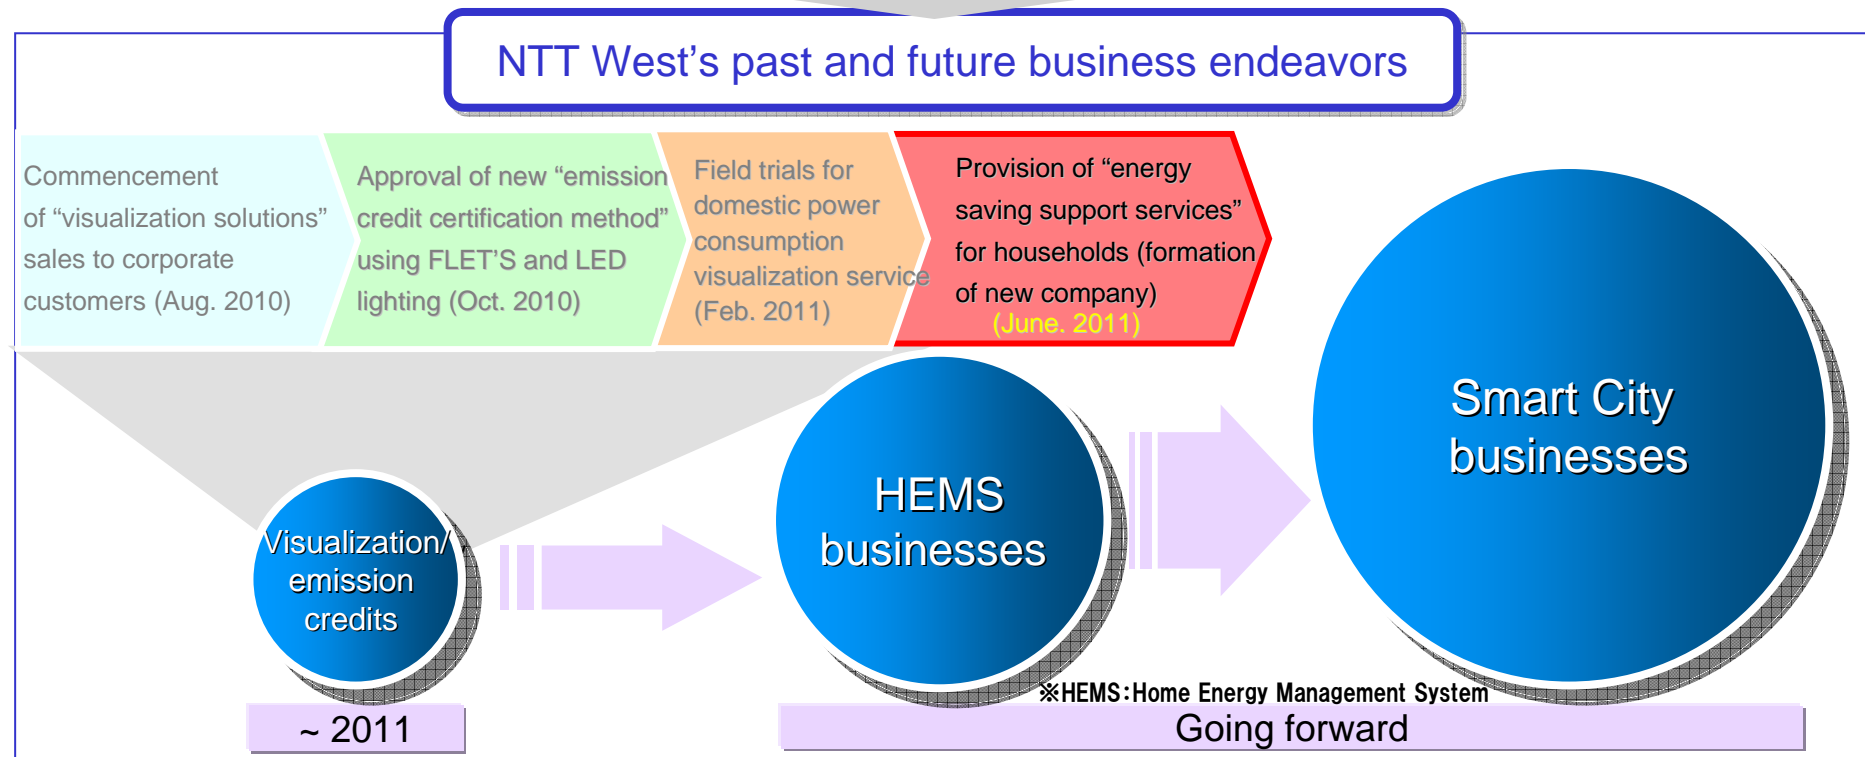 NTT West’s past and future business endeavors
Commencement
of “visualization solutions”
sales to corporate
customers (Aug. 2010)
Approval of new “emission
credit certification method”
using FLET’S and LED
lighting (Oct. 2010)
Field trials for
domestic power
consumption
visualization service
(Feb. 2011)
Provision of “energy
saving support services”
for households (formation
of new company)
(June. 2011)
Visualization/
emission
credits
HEMS
businesses
Smart City
businesses
※HEMS:Home Energy Management System
~ 2011
Going forward